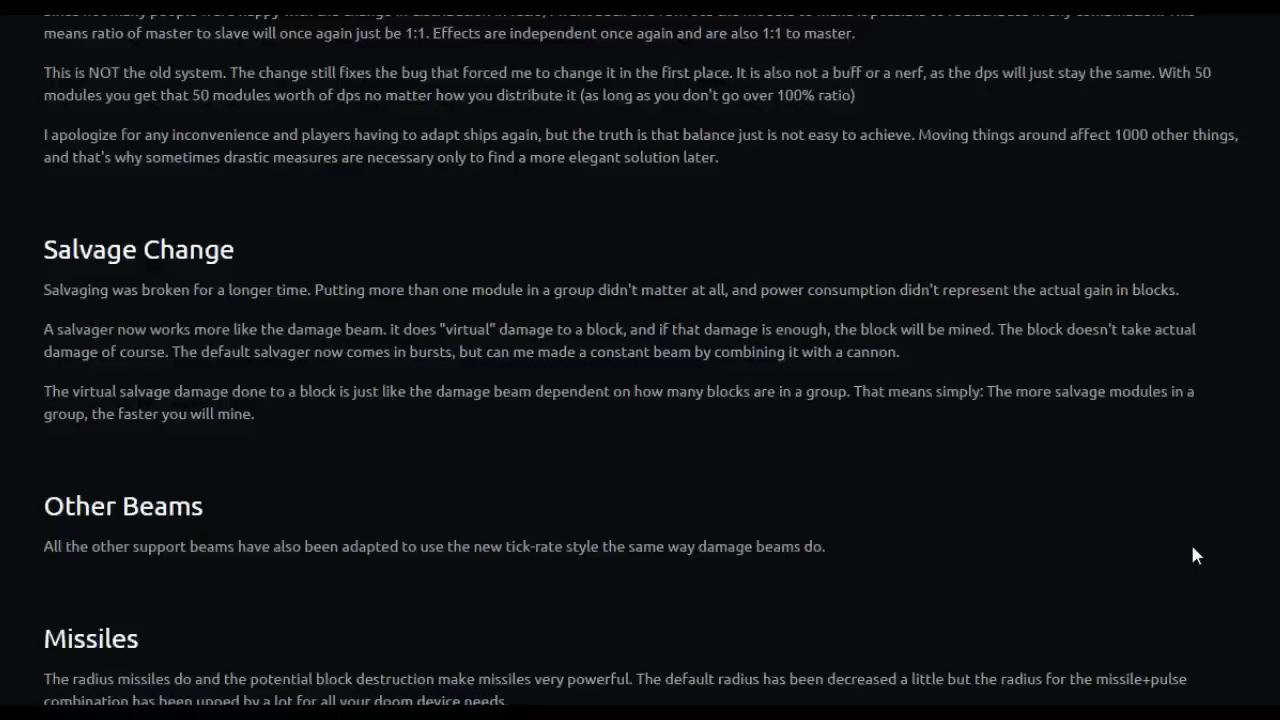 means ratio of master to slave will once again just be 1:1. Effects are independent once again and are also 1:1 to master.
This is NOT the old system. The change still fixes the bug that forced me to change it in the first place. It is also not a buff or a nerf, as the dps will just stay the same. With 50
modules you get that 50 modules worth of dps no matter how you distribute it (as long as you don't go over 100% ratio)
I apologize for any inconvenience and players having to adapt ships again, but the truth is that balance just is not easy to achieve. Moving things around affect 1000 other things,
and that's why sometimes drastic measures are necessary only to find a more elegant solution later.
Salvage Change
Salvaging was broken for a longer time. Putting more than one module in a group didn't matter at all, and power consumption didn't represent the actual gain in blocks.
A salvager now works more like the damage beam. it does "virtual" damage to a block, and if that damage is enough, the block will be mined. The block doesn't take actual
damage of course. The default salvager now comes in bursts, but can me made a constant beam by combining it with a cannon.
The virtual salvage damage done to a block is just like the damage beam dependent on how many blocks are in a group. That means simply: The more salvage modules in a
group, the faster you will mine.
Other Beams
All the other support beams have also been adapted to use the new tick-rate style the same way damage beams do.
Missiles
The radius missiles do and the potential block destruction make missiles very powerful. The default radius has been decreased a little but the radius for the missile+pulse
combination has been upped by a lot for all your doom device needs.